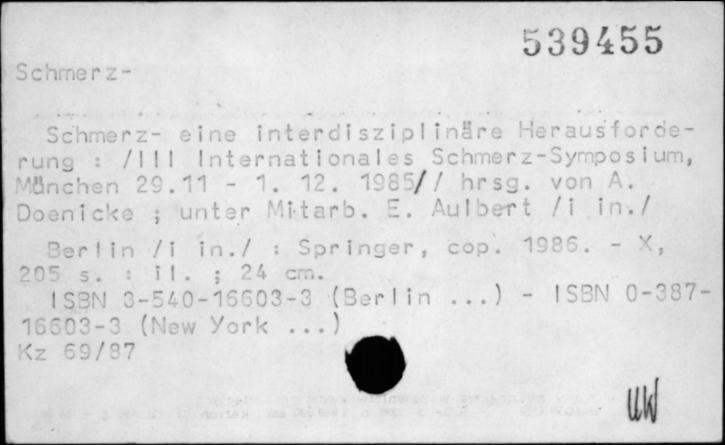 539455
Schmerz-
Schmerz- eine interdisziplinäre Herausforde-
rung : /III Internationales Schmerz-Symposium,
München 29.11 - 1. 12. 1985// hrsg. von A.
Doenicke ; unter Mitarb. E. Aulbert /i in./
Berlin /i in./ : Springer, cop. 1986. - X,
205 s. : il. ; 24 cm.
ISBN 3-540-16603-3 (Berlin ...) - ISBN 0-387-
16603-3 (New York ...)
Kz 69/87
UW